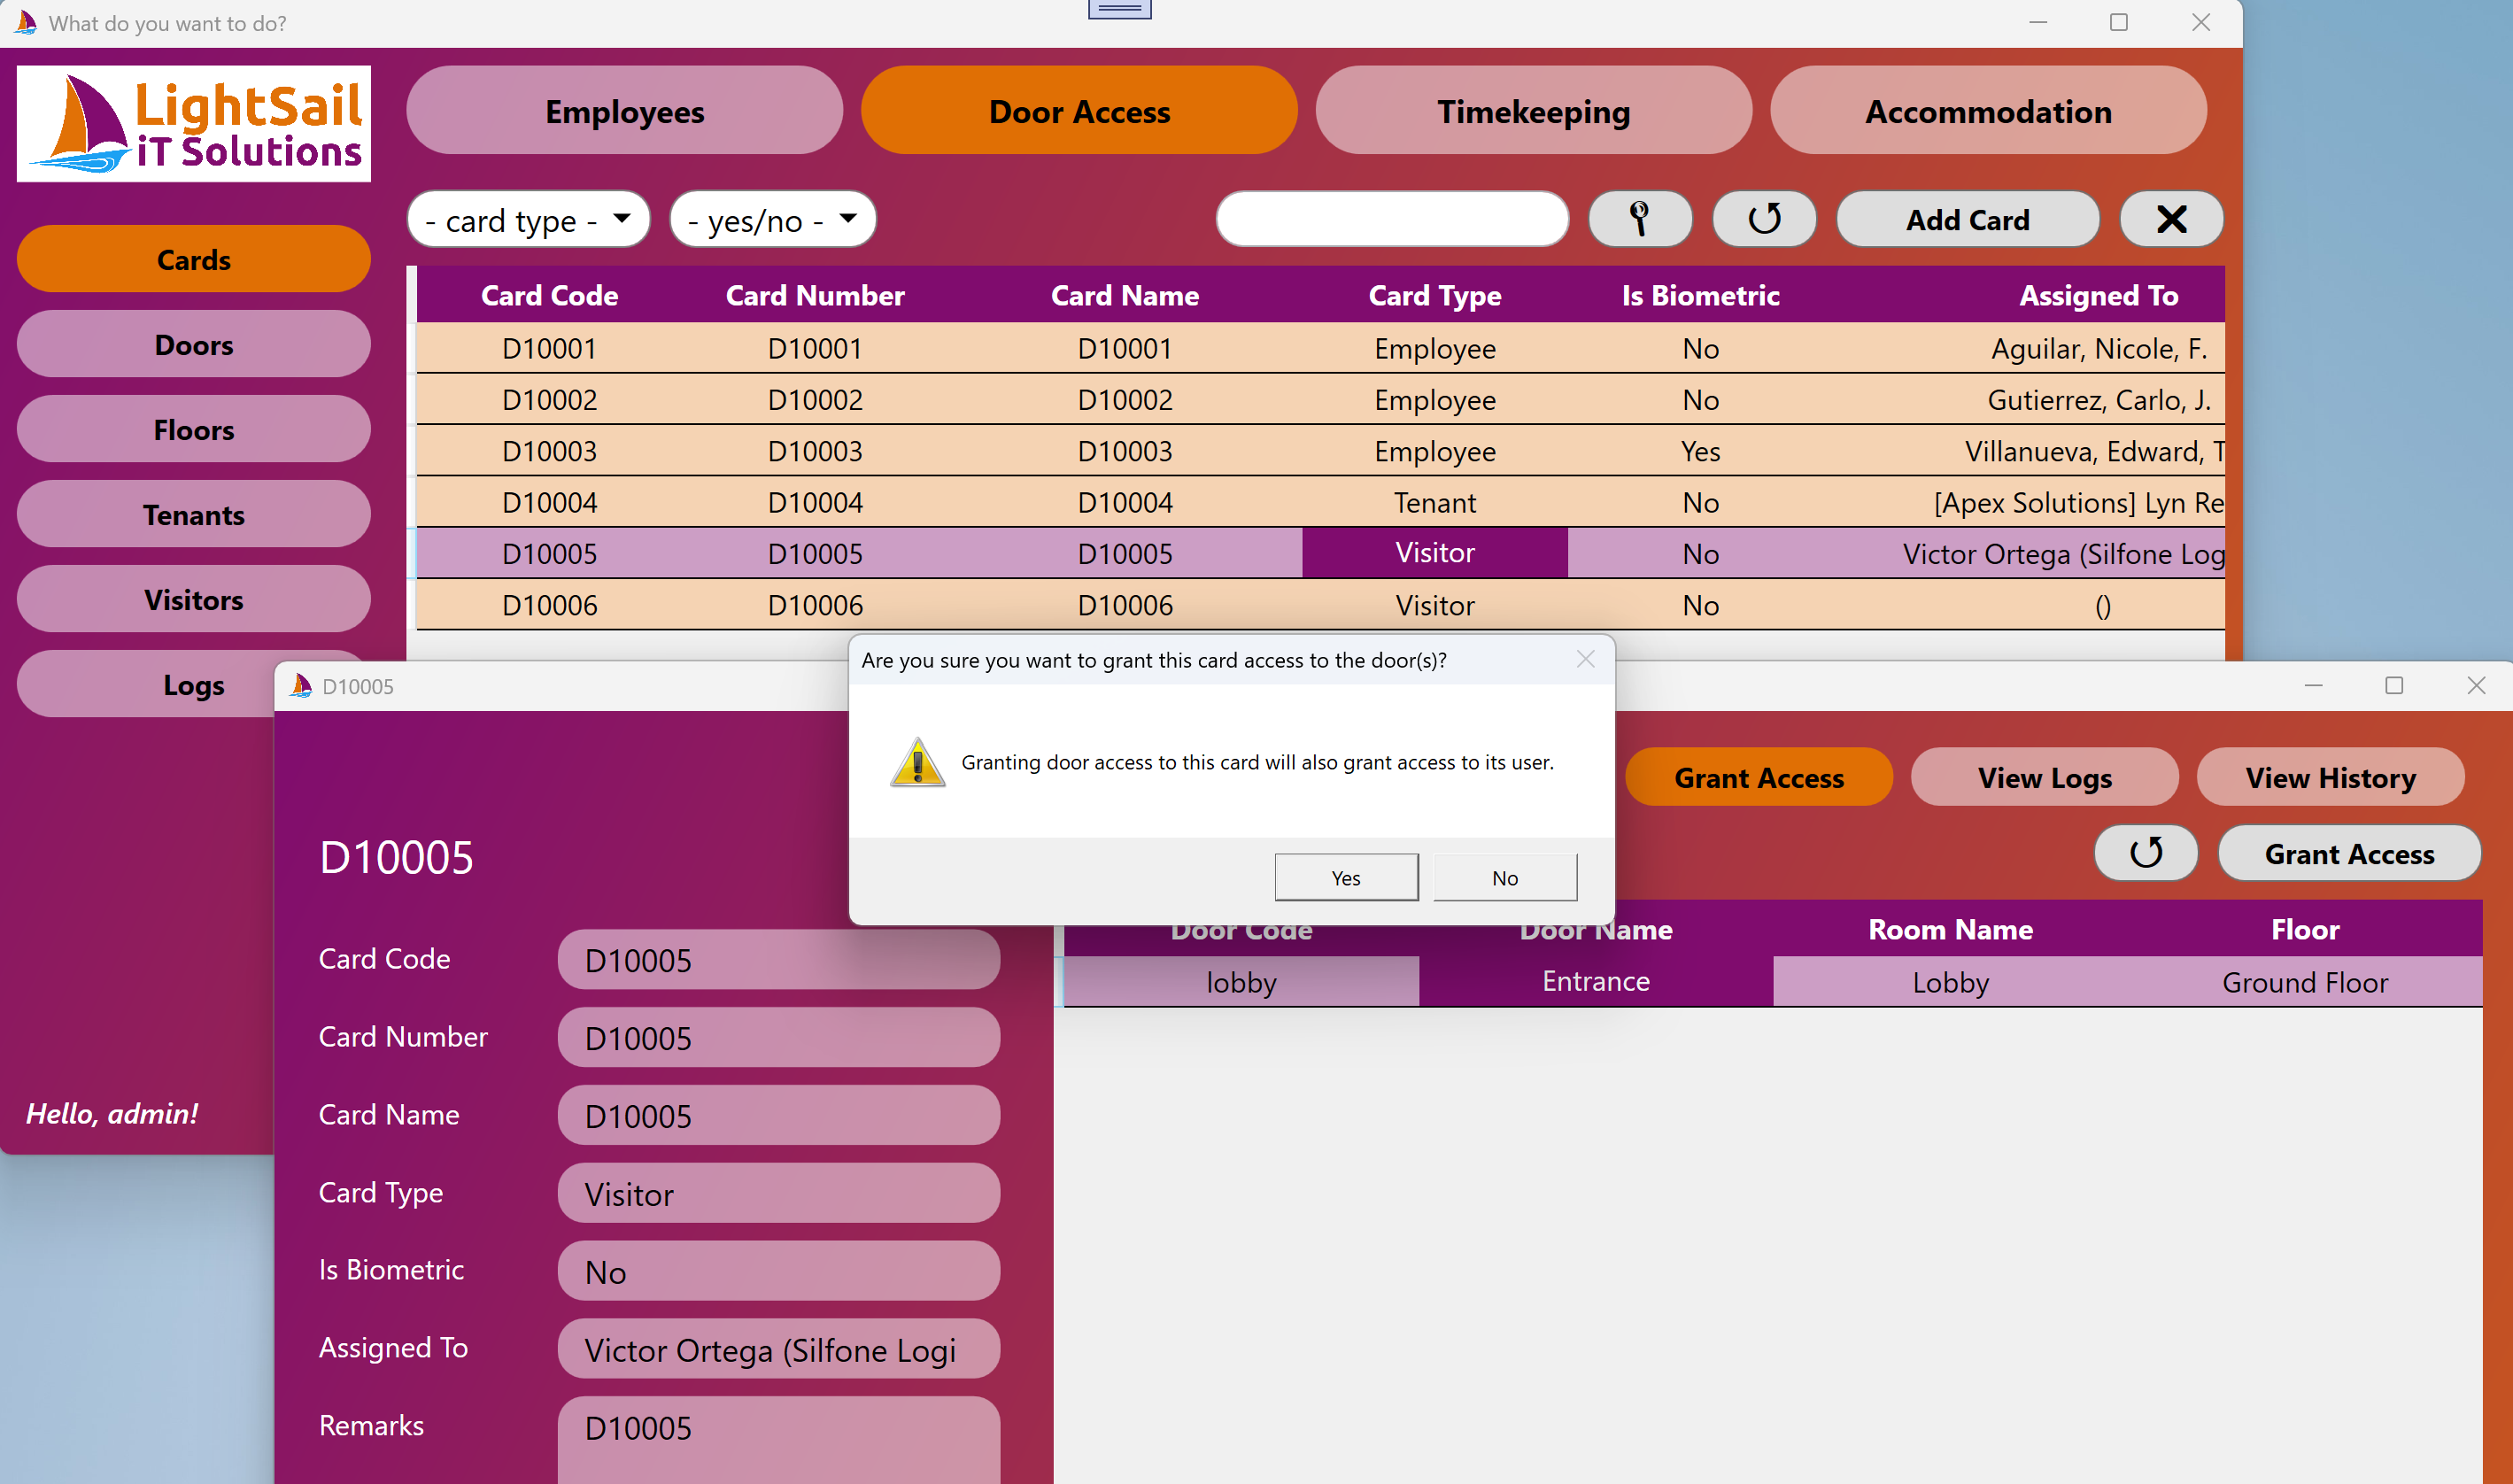 What do you want to do?
LightSail
iT Solutions
Employees
Door Access
Timekeeping
Accommodation
- card type -
- yes/no -
Add Card
Cards
Doors
Floors
Tenants
Visitors
Logs
Hello, admin!
Card Code Card Number Card Name Card Type Is Biometric Assigned To
D10001 D10001 D10001 Employee No Aguilar, Nicole, F.
D10002 D10002 D10002 Employee No Gutierrez, Carlo, J.
D10003 D10003 D10003 Employee Yes Villanueva, Edward, T
D10004 D10004 D10004 Tenant No [Apex Solutions] Lyn Re
D10005 D10005 D10005 Visitor No Victor Ortega (Silfone Log
D10006 D10006 D10006 Visitor No ()
Are you sure you want to grant this card access to the door(s)?
Granting door access to this card will also grant access to its user.
Yes No
D10005
Grant Access View Logs View History
Grant Access
D10005
Card Code D10005
Card Number D10005
Card Name D10005
Card Type Visitor
Is Biometric No
Assigned To Victor Ortega (Silfone Logi
Remarks D10005
Door Code Door Name Room Name Floor
lobby Entrance Lobby Ground Floor